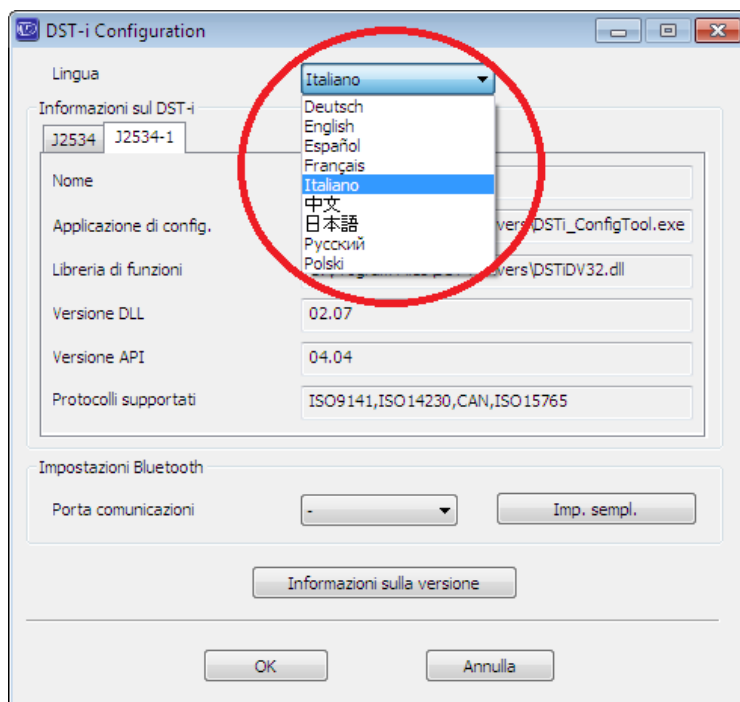 DST-i Configuration
Lingua
Italiano
Deutsch
English
Español
Français
Italiano
中文
日本語
Русский
Polski
Informazioni sul DST-i
J2534
J2534-1
Nome
Applicazione di config.
vers\DSTi_ConfigTool.exe
Libreria di funzioni
vers\DSTiDV32.dll
Versione DLL
02.07
Versione API
04.04
Protocolli supportati
ISO9141,ISO14230,CAN,ISO15765
Impostazioni Bluetooth
Porta comunicazioni
-
Imp. sempl.
Informazioni sulla versione
OK
Annulla